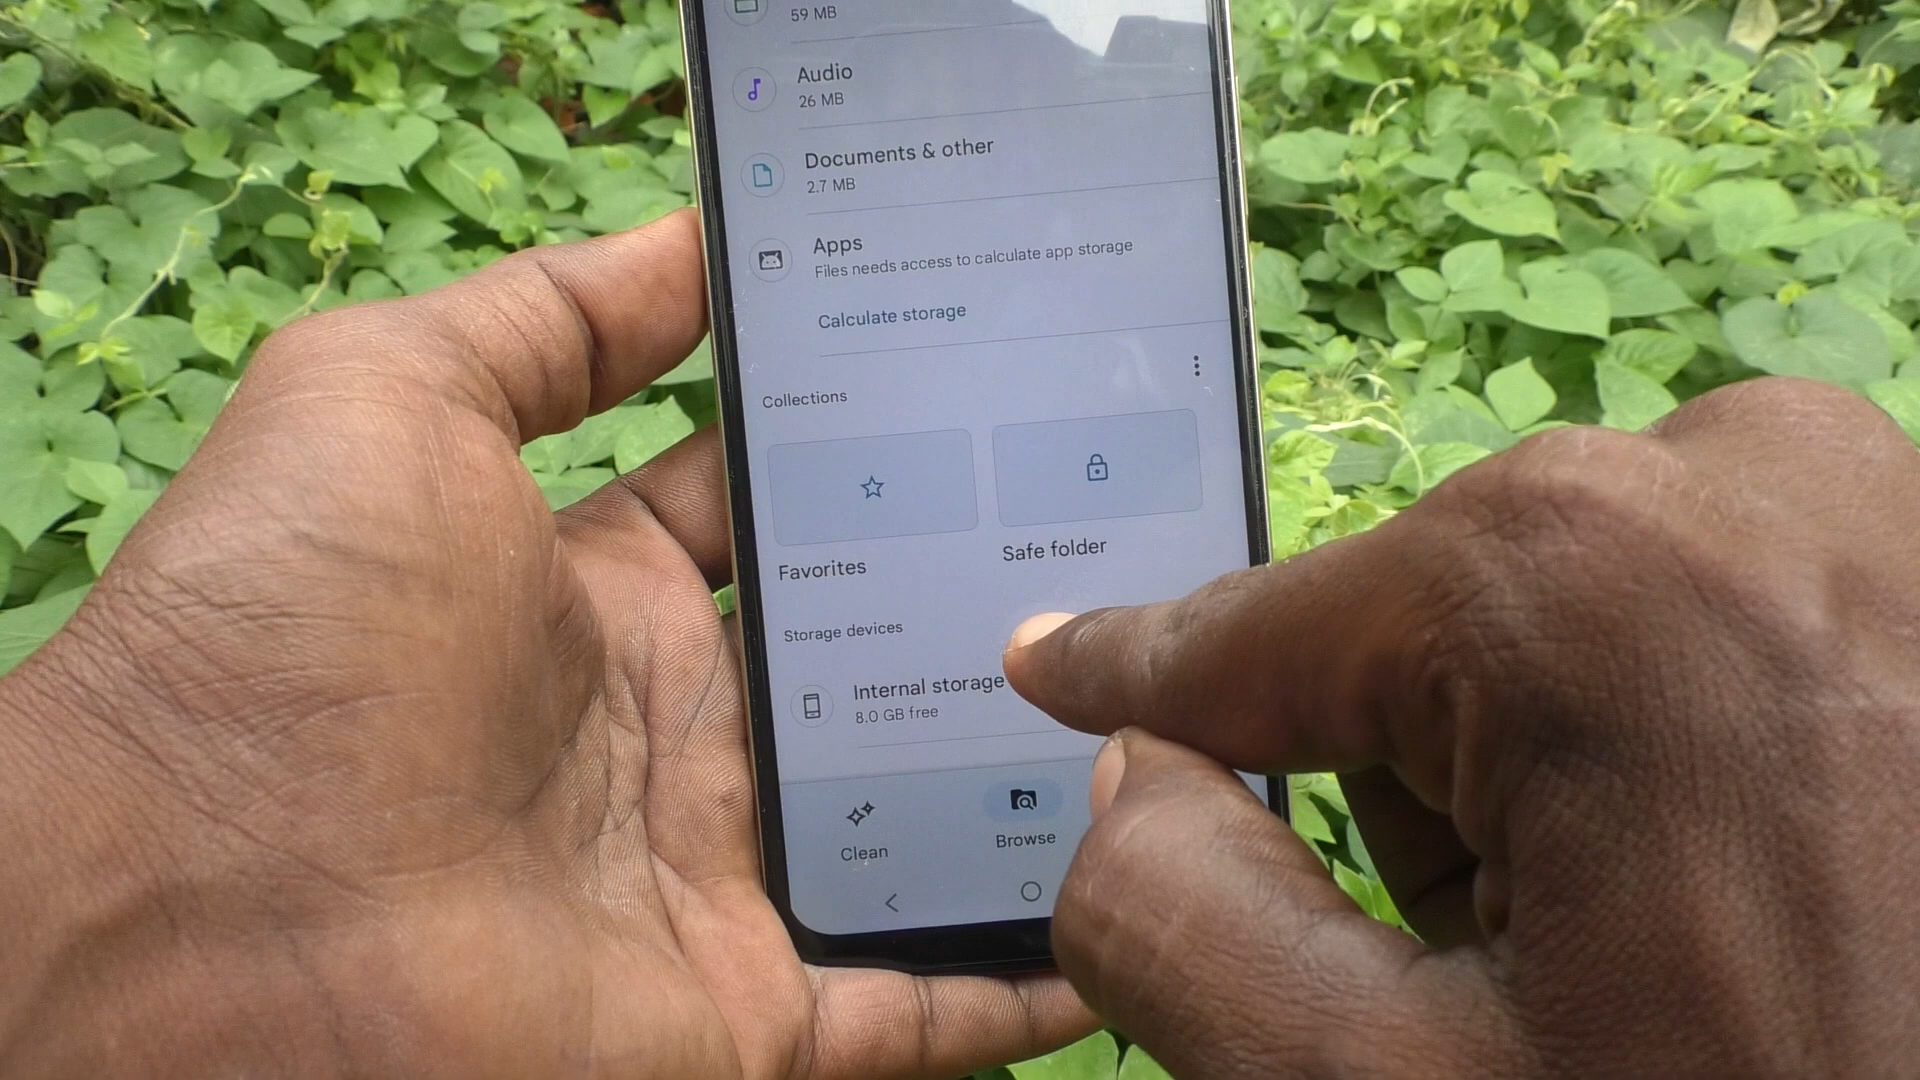 59 MB
Audio
26 MB
Documents & other
2.7 MB
Apps
Files needs access to calculate app storage
Calculate storage
Collections
Favorites
Safe folder
Storage devices
Internal storage
8.0 GB free
Clean
Browse